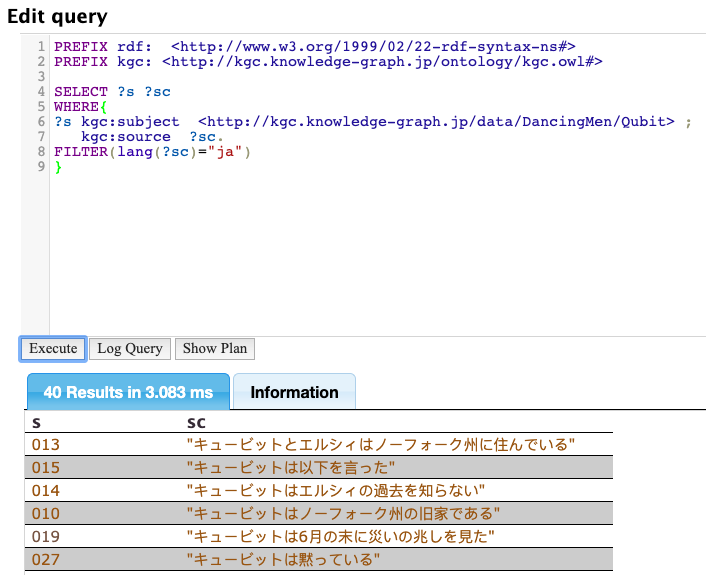 Edit query
1 PREFIX rdf: <http://www.w3.org/1999/02/22-rdf-syntax-ns#>
2 PREFIX kgc: <http://kgc.knowledge-graph.jp/ontology/kgc.owl#>
3
4 SELECT ?s ?sc
5 WHERE{
6 ?s kgc:subject <http://kgc.knowledge-graph.jp/data/DancingMen/Qubit> ;
7 kgc:source ?sc.
8 FILTER(lang(?sc)="ja")
9 }
Execute Log Query Show Plan
40 Results in 3.083 ms Information
s sc
013 "キュービットとエルシィはノーフォーク州に住んでいる"
015 "キュービットは以下を言った"
014 "キュービットはエルシィの過去を知らない"
010 "キュービットはノーフォーク州の旧家である"
019 "キュービットは6月の末に災いの兆しを見た"
027 "キュービットは黙っている"